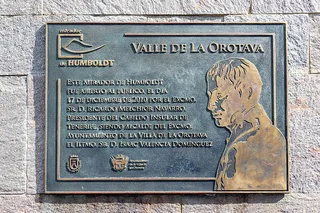 mirador
de HUMBOLDT
VALLE DE LA OROTAVA
ESTE MIRADOR DE HUMBOLDT
FUE ABIERTO AL PÚBLICO, EL DÍA
17 DE DICIEMBRE DE 2010 POR EL EXCMO.
SR. D. RICARDO MELCHIOR NAVARRO,
PRESIDENTE DEL CABILDO INSULAR DE
TENERIFE, SIENDO ALCALDE DEL EXCMO.
AYUNTAMIENTO DE LA VILLA DE LA OROTAVA
EL ILTMO. SR. D. ISAAC VALENCIA DOMÍNGUEZ